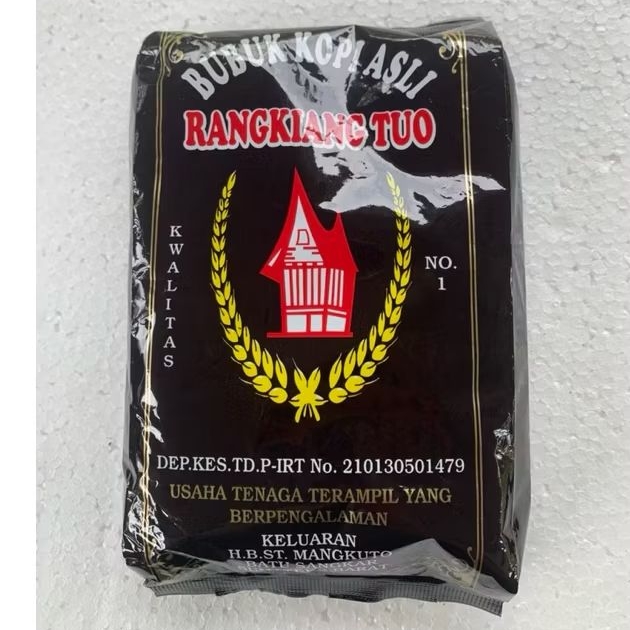 BUBUK KOPI ASLI
RANGKIANG TUO
KWALITAS
NO.
1
DEP.KES.TD.P-IRT No. 210130501479
USAHA TENAGA TERAMPIL YANG
BERPENGALAMAN
KELUARAN
H.B.ST. MANGKUTO
BATU SANGKAR